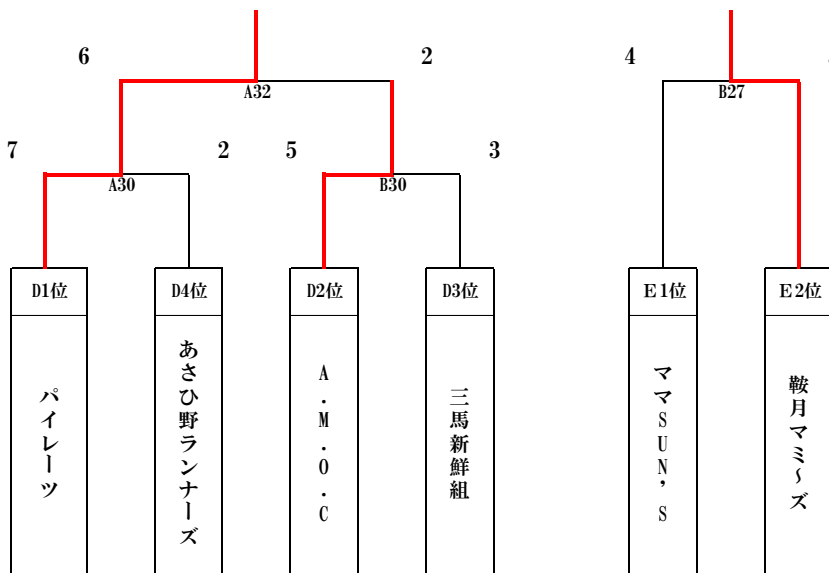 6 2 4
A32 B27
7 2 5 3
A30 B30
D1位 D4位 D2位 D3位 E1位 E2位
パイレーツ
あさひ野ランナーズ
A.M.O.C
三馬新鮮組
ママSUN’S
鞍月マミ~ズ